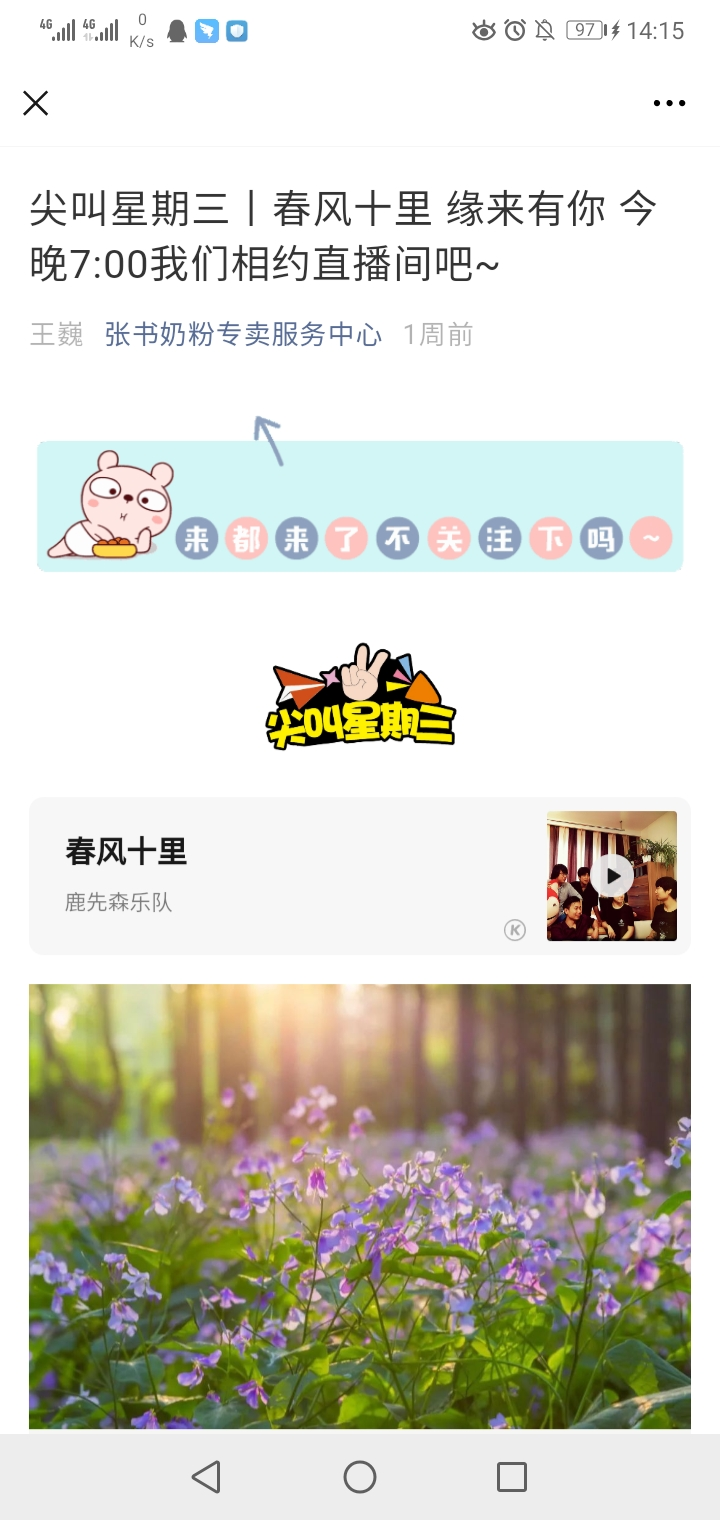 4G 4G 0 K/s 97 14:15
尖叫星期三丨春风十里 缘来有你 今
晚7:00我们相约直播间吧~
王巍 张书奶粉专卖服务中心 1周前
来都来了不关注下吗~
尖叫星期三
春风十里
鹿先森乐队
K